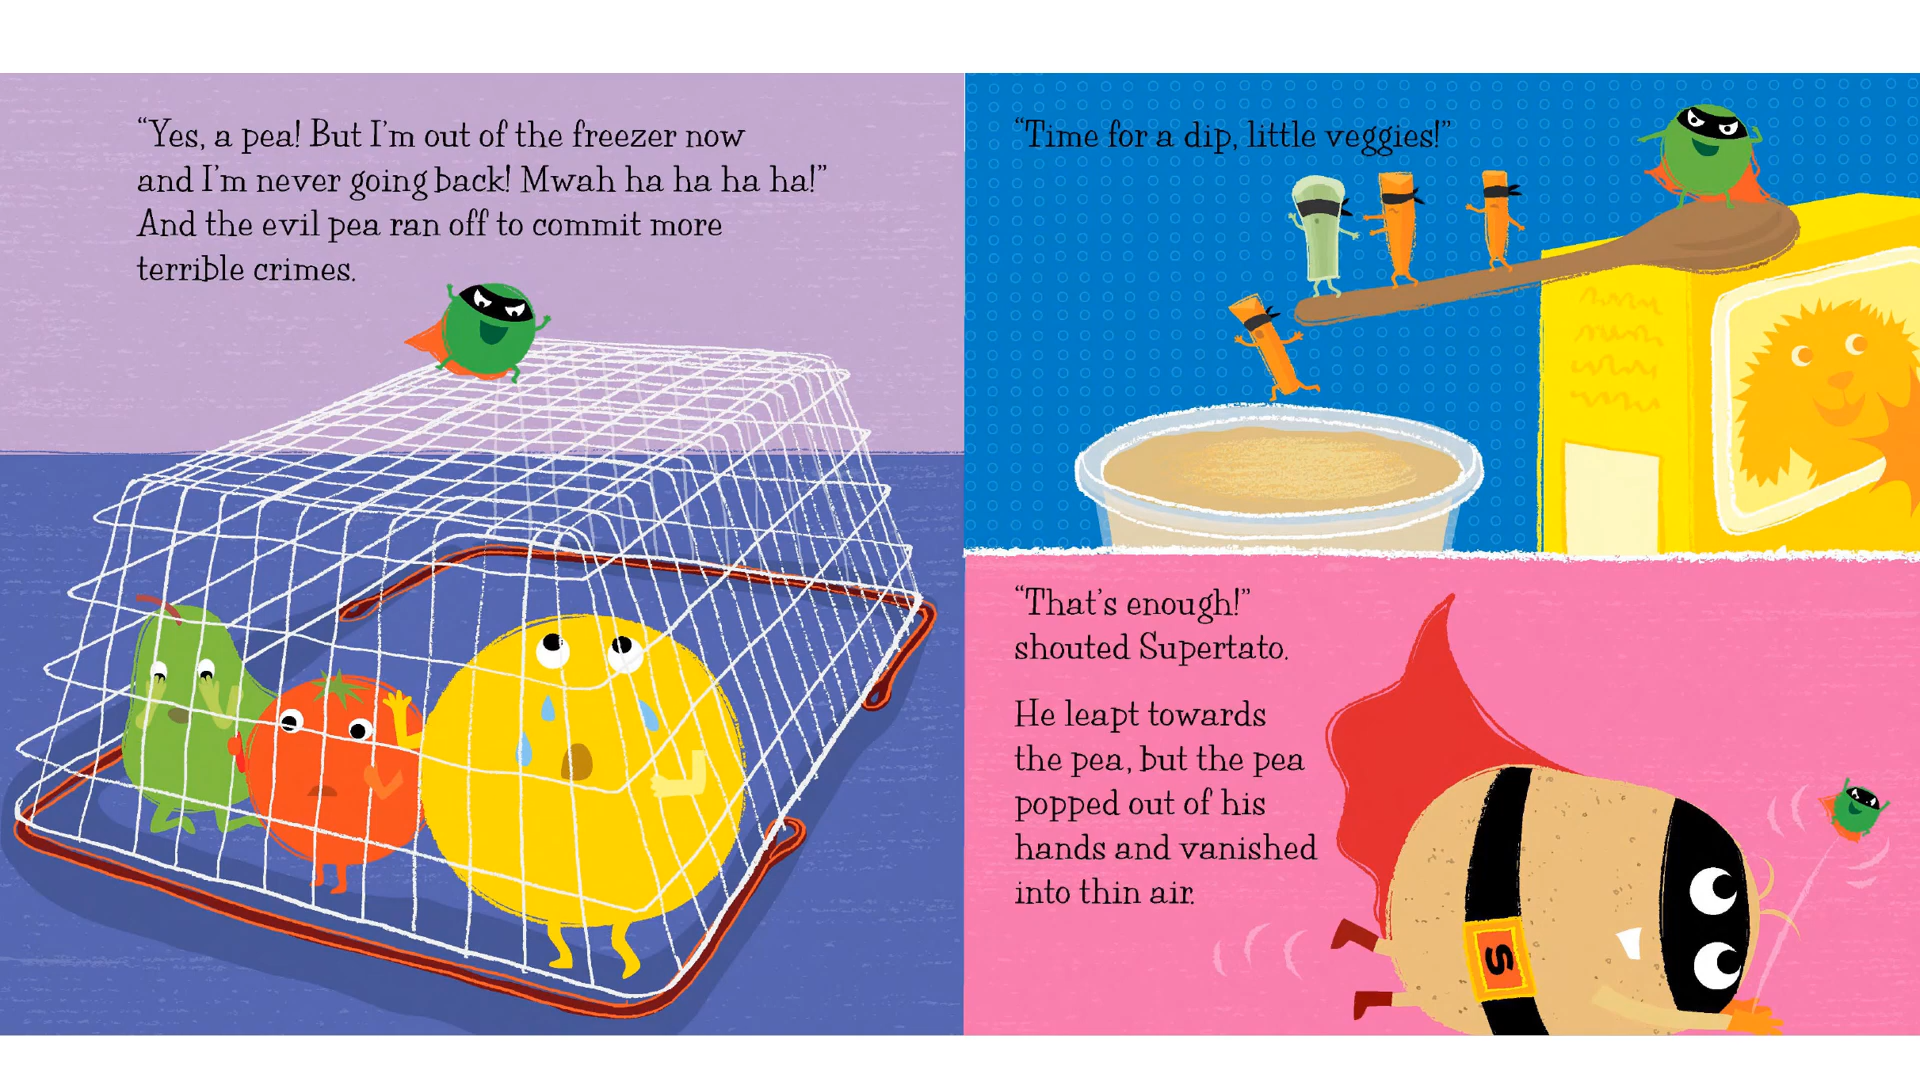 “Yes, a pea! But I’m out of the freezer now
and I’m never going back! Mwah ha ha ha ha!”
And the evil pea ran off to commit more
terrible crimes.
“Time for a dip, little veggies!”
“That’s enough!”
shouted Supertato.
He leapt towards
the pea, but the pea
popped out of his
hands and vanished
into thin air.
S